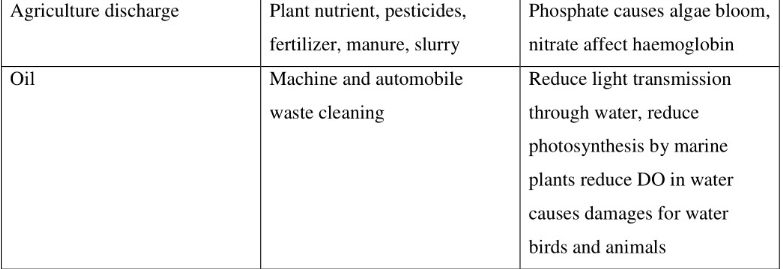 Agriculture discharge
Plant nutrient, pesticides,
fertilizer, manure, slurry
Phosphate causes algae bloom,
nitrate affect haemoglobin
Oil
Machine and automobile
waste cleaning
Reduce light transmission
through water, reduce
photosynthesis by marine
plants reduce DO in water
causes damages for water
birds and animals